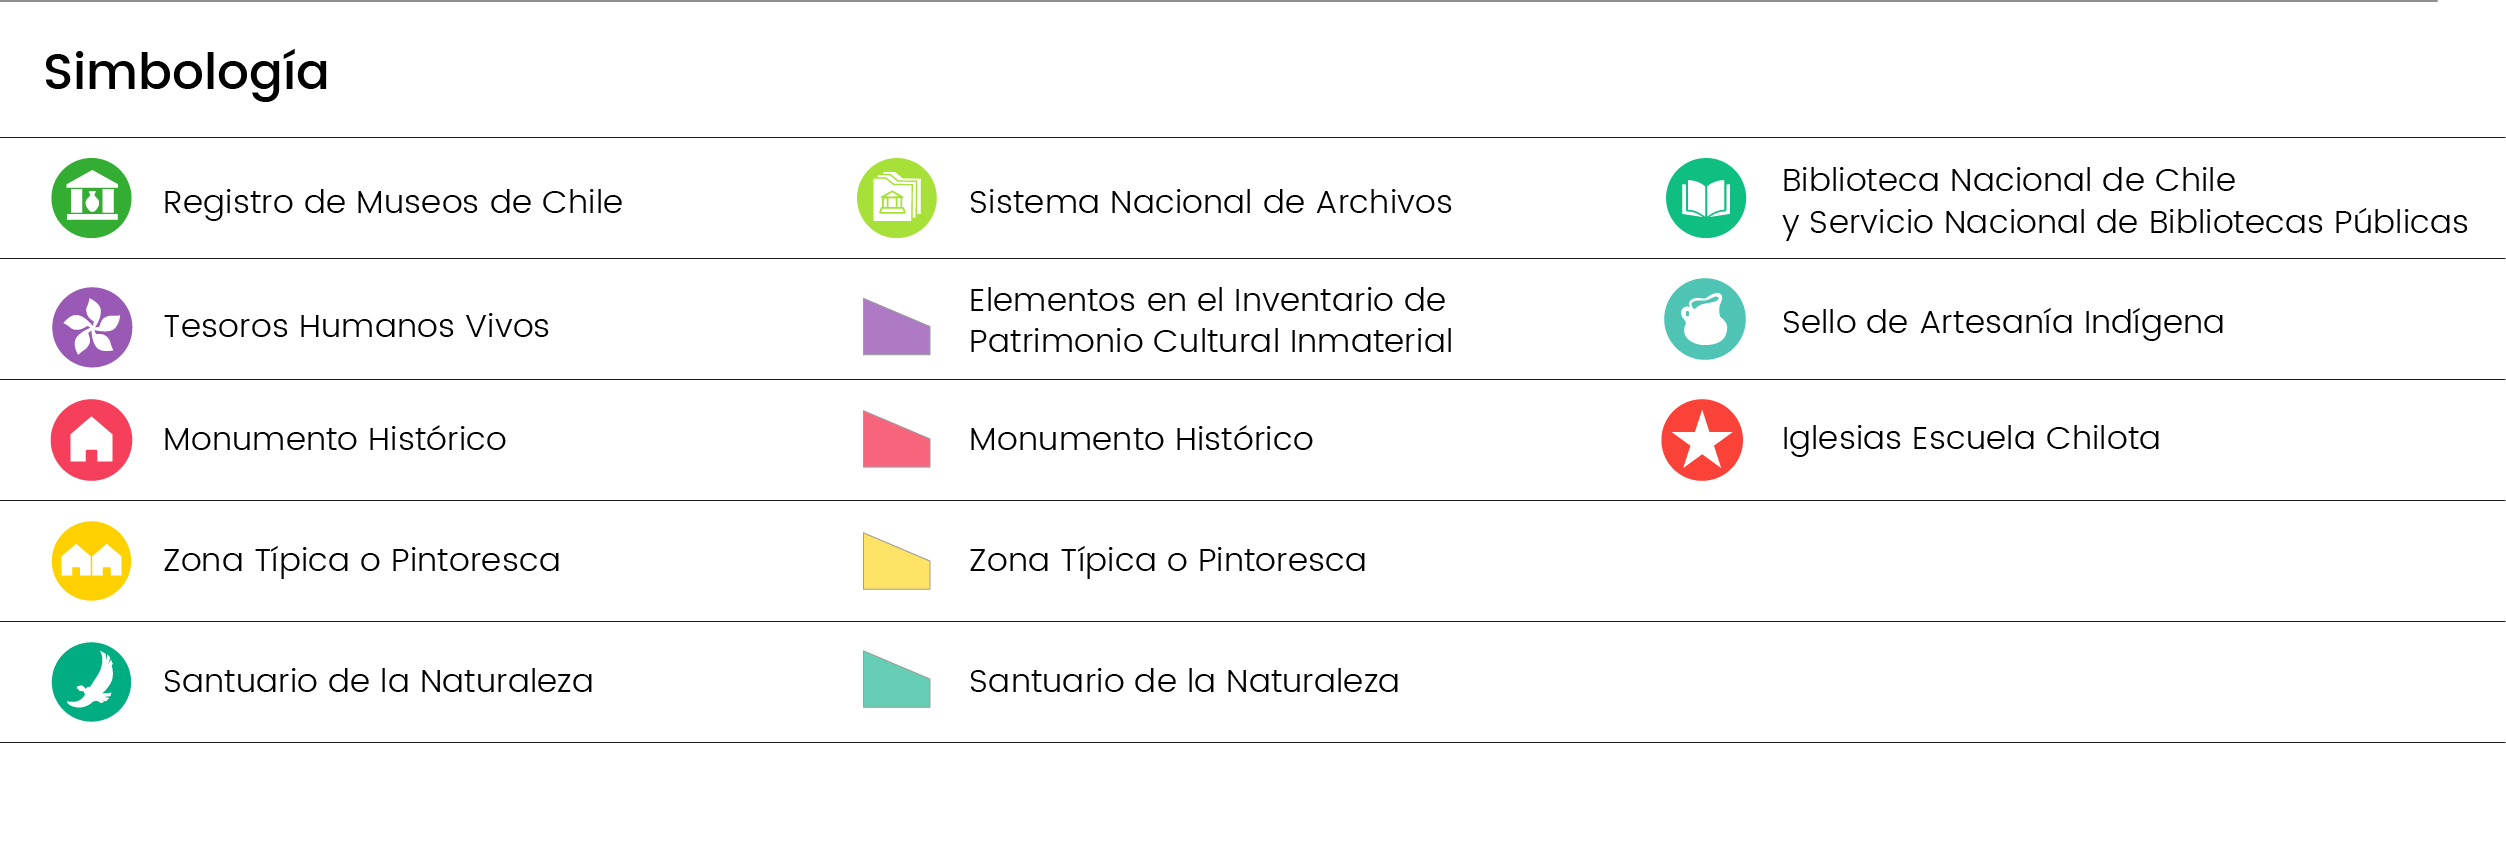 Simbología
Registro de Museos de Chile
Sistema Nacional de Archivos
Biblioteca Nacional de Chile
y Servicio Nacional de Bibliotecas Públicas
Tesoros Humanos Vivos
Elementos en el Inventario de
Patrimonio Cultural Inmaterial
Sello de Artesanía Indígena
Monumento Histórico
Monumento Histórico
Iglesias Escuela Chilota
Zona Típica o Pintoresca
Zona Típica o Pintoresca
Santuario de la Naturaleza
Santuario de la Naturaleza